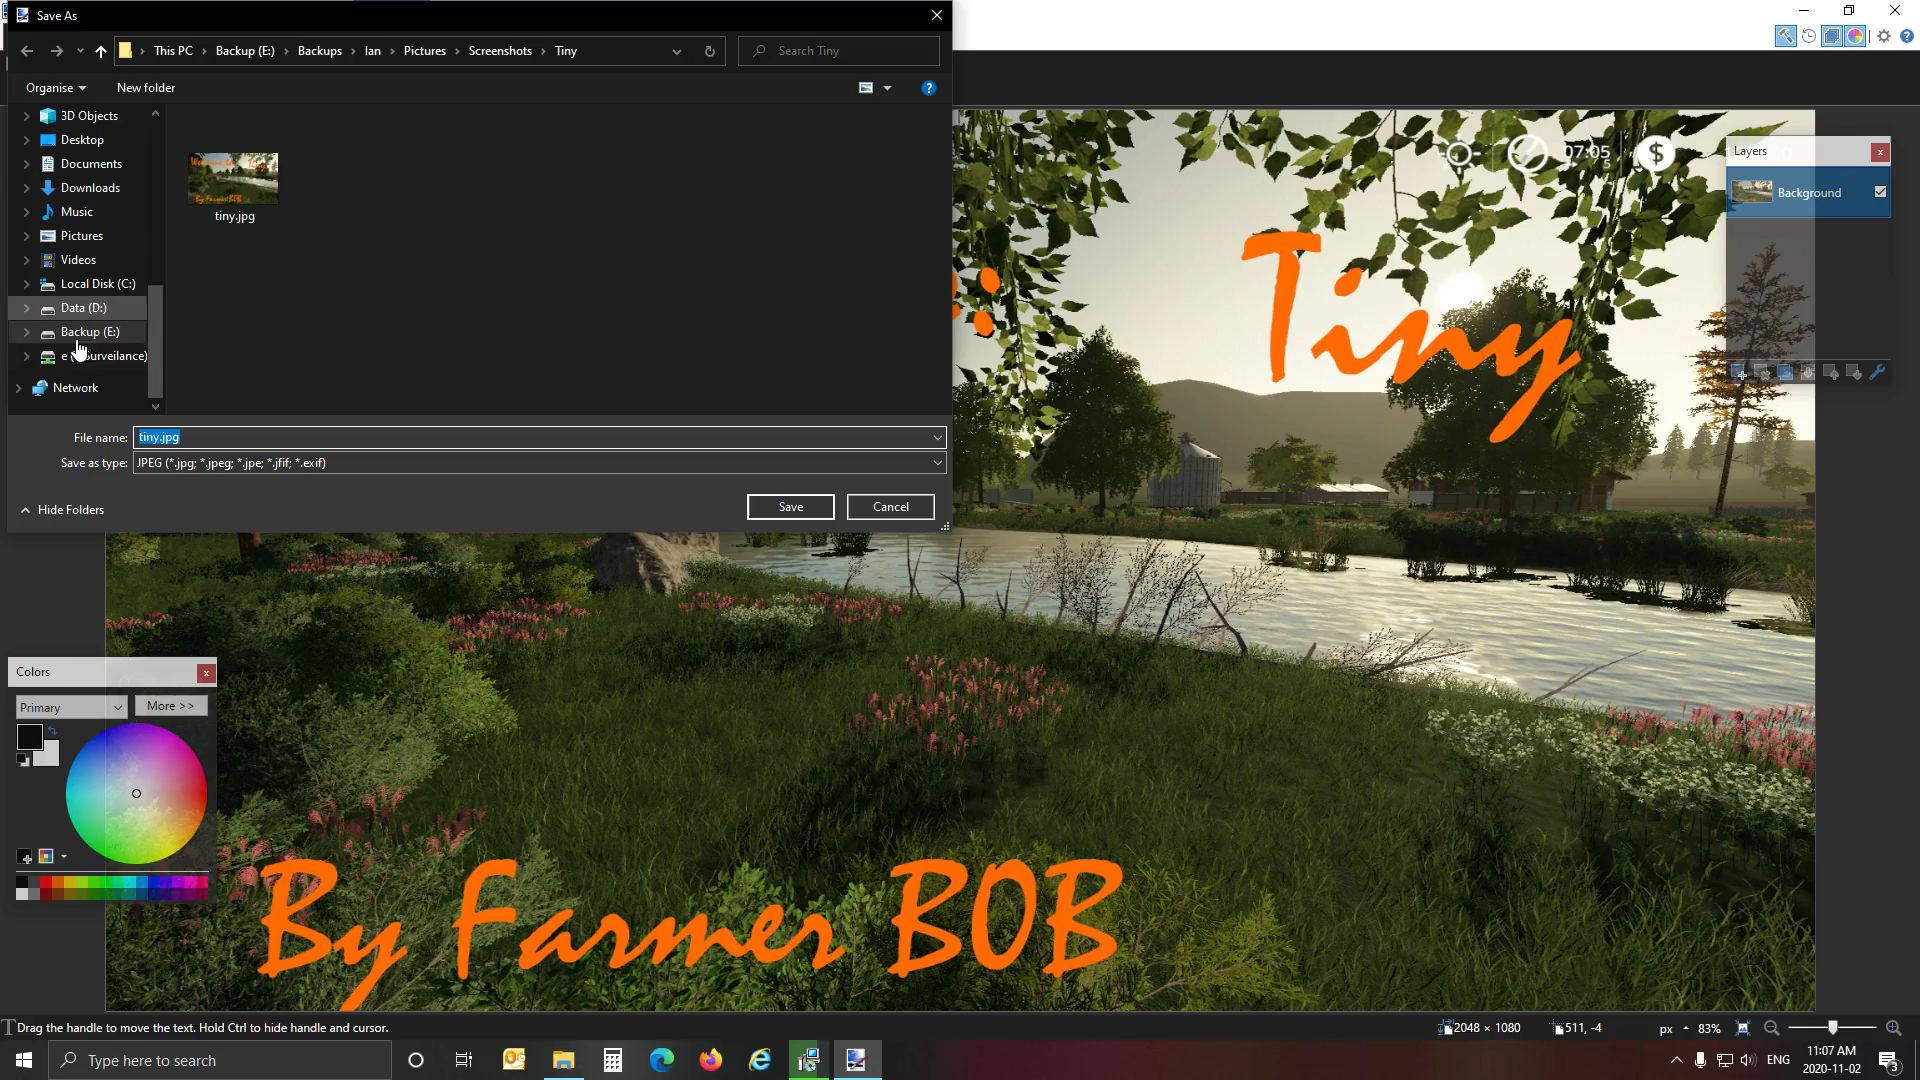 Save As
This PC > Backup (E:) > Backups > Ian > Pictures > Screenshots > Tiny
Search Tiny
Organise
New folder
3D Objects
Desktop
Documents
Downloads
Music
Pictures
Videos
Local Disk (C:)
Data (D:)
Backup (E:)
Network
tiny.jpg
File name: tiny.jpg
Save as type: JPEG (*.jpg; *.jpeg; *.jpe; *.jfif; *.exif)
Hide Folders
Save
Cancel
07:05
$
Layers
Background
Tiny
Colors
Primary
More >>
By Farmer BOB
Drag the handle to move the text. Hold Ctrl to hide handle and cursor.
2048 × 1080
511, -4
px
83%
Type here to search
ENG
11:07 AM
2020-11-02
3